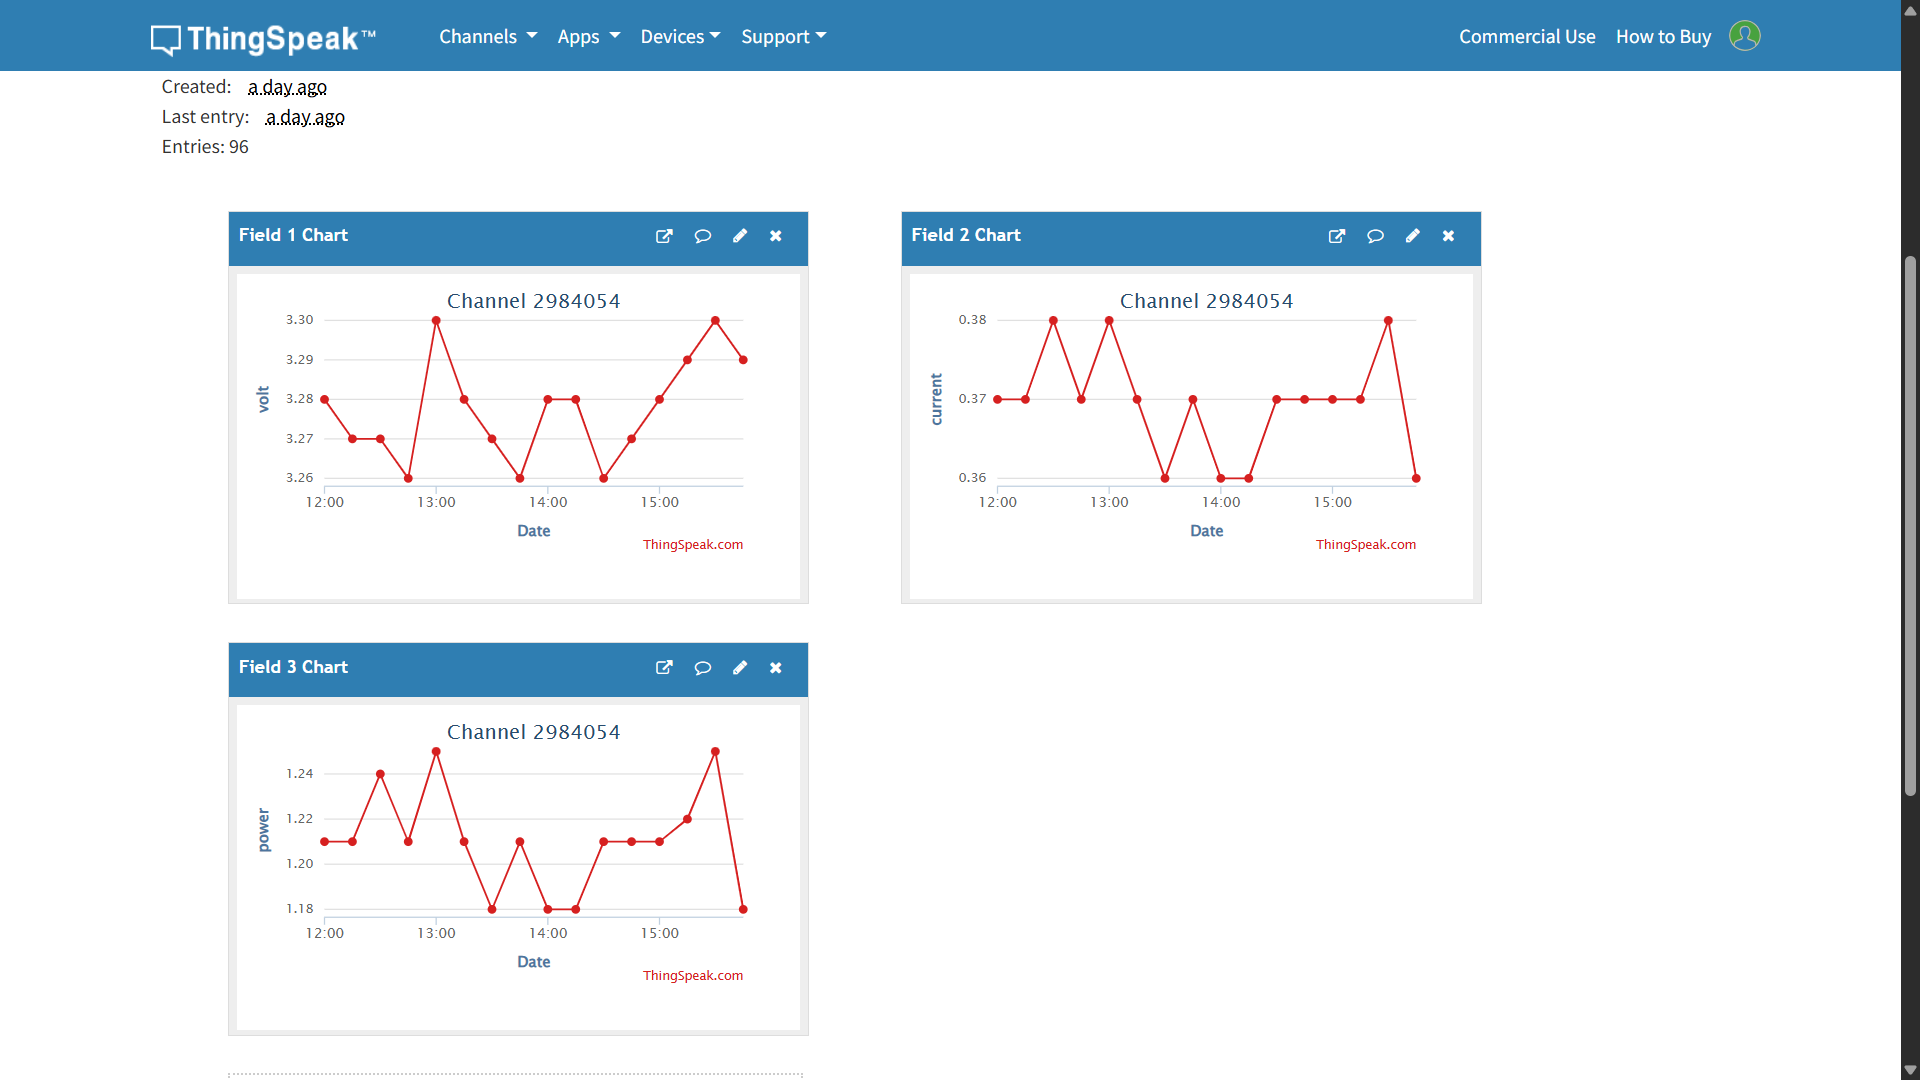 ThingSpeak™ Channels Apps Devices Support Commercial Use How to Buy
Created: a day ago
Last entry: a day ago
Entries: 96
Field 1 Chart
Channel 2984054
volt
3.30
3.29
3.28
3.27
3.26
12:00 13:00 14:00 15:00
Date
ThingSpeak.com
Field 2 Chart
Channel 2984054
current
0.38
0.37
0.36
12:00 13:00 14:00 15:00
Date
ThingSpeak.com
Field 3 Chart
Channel 2984054
power
1.24
1.22
1.20
1.18
12:00 13:00 14:00 15:00
Date
ThingSpeak.com